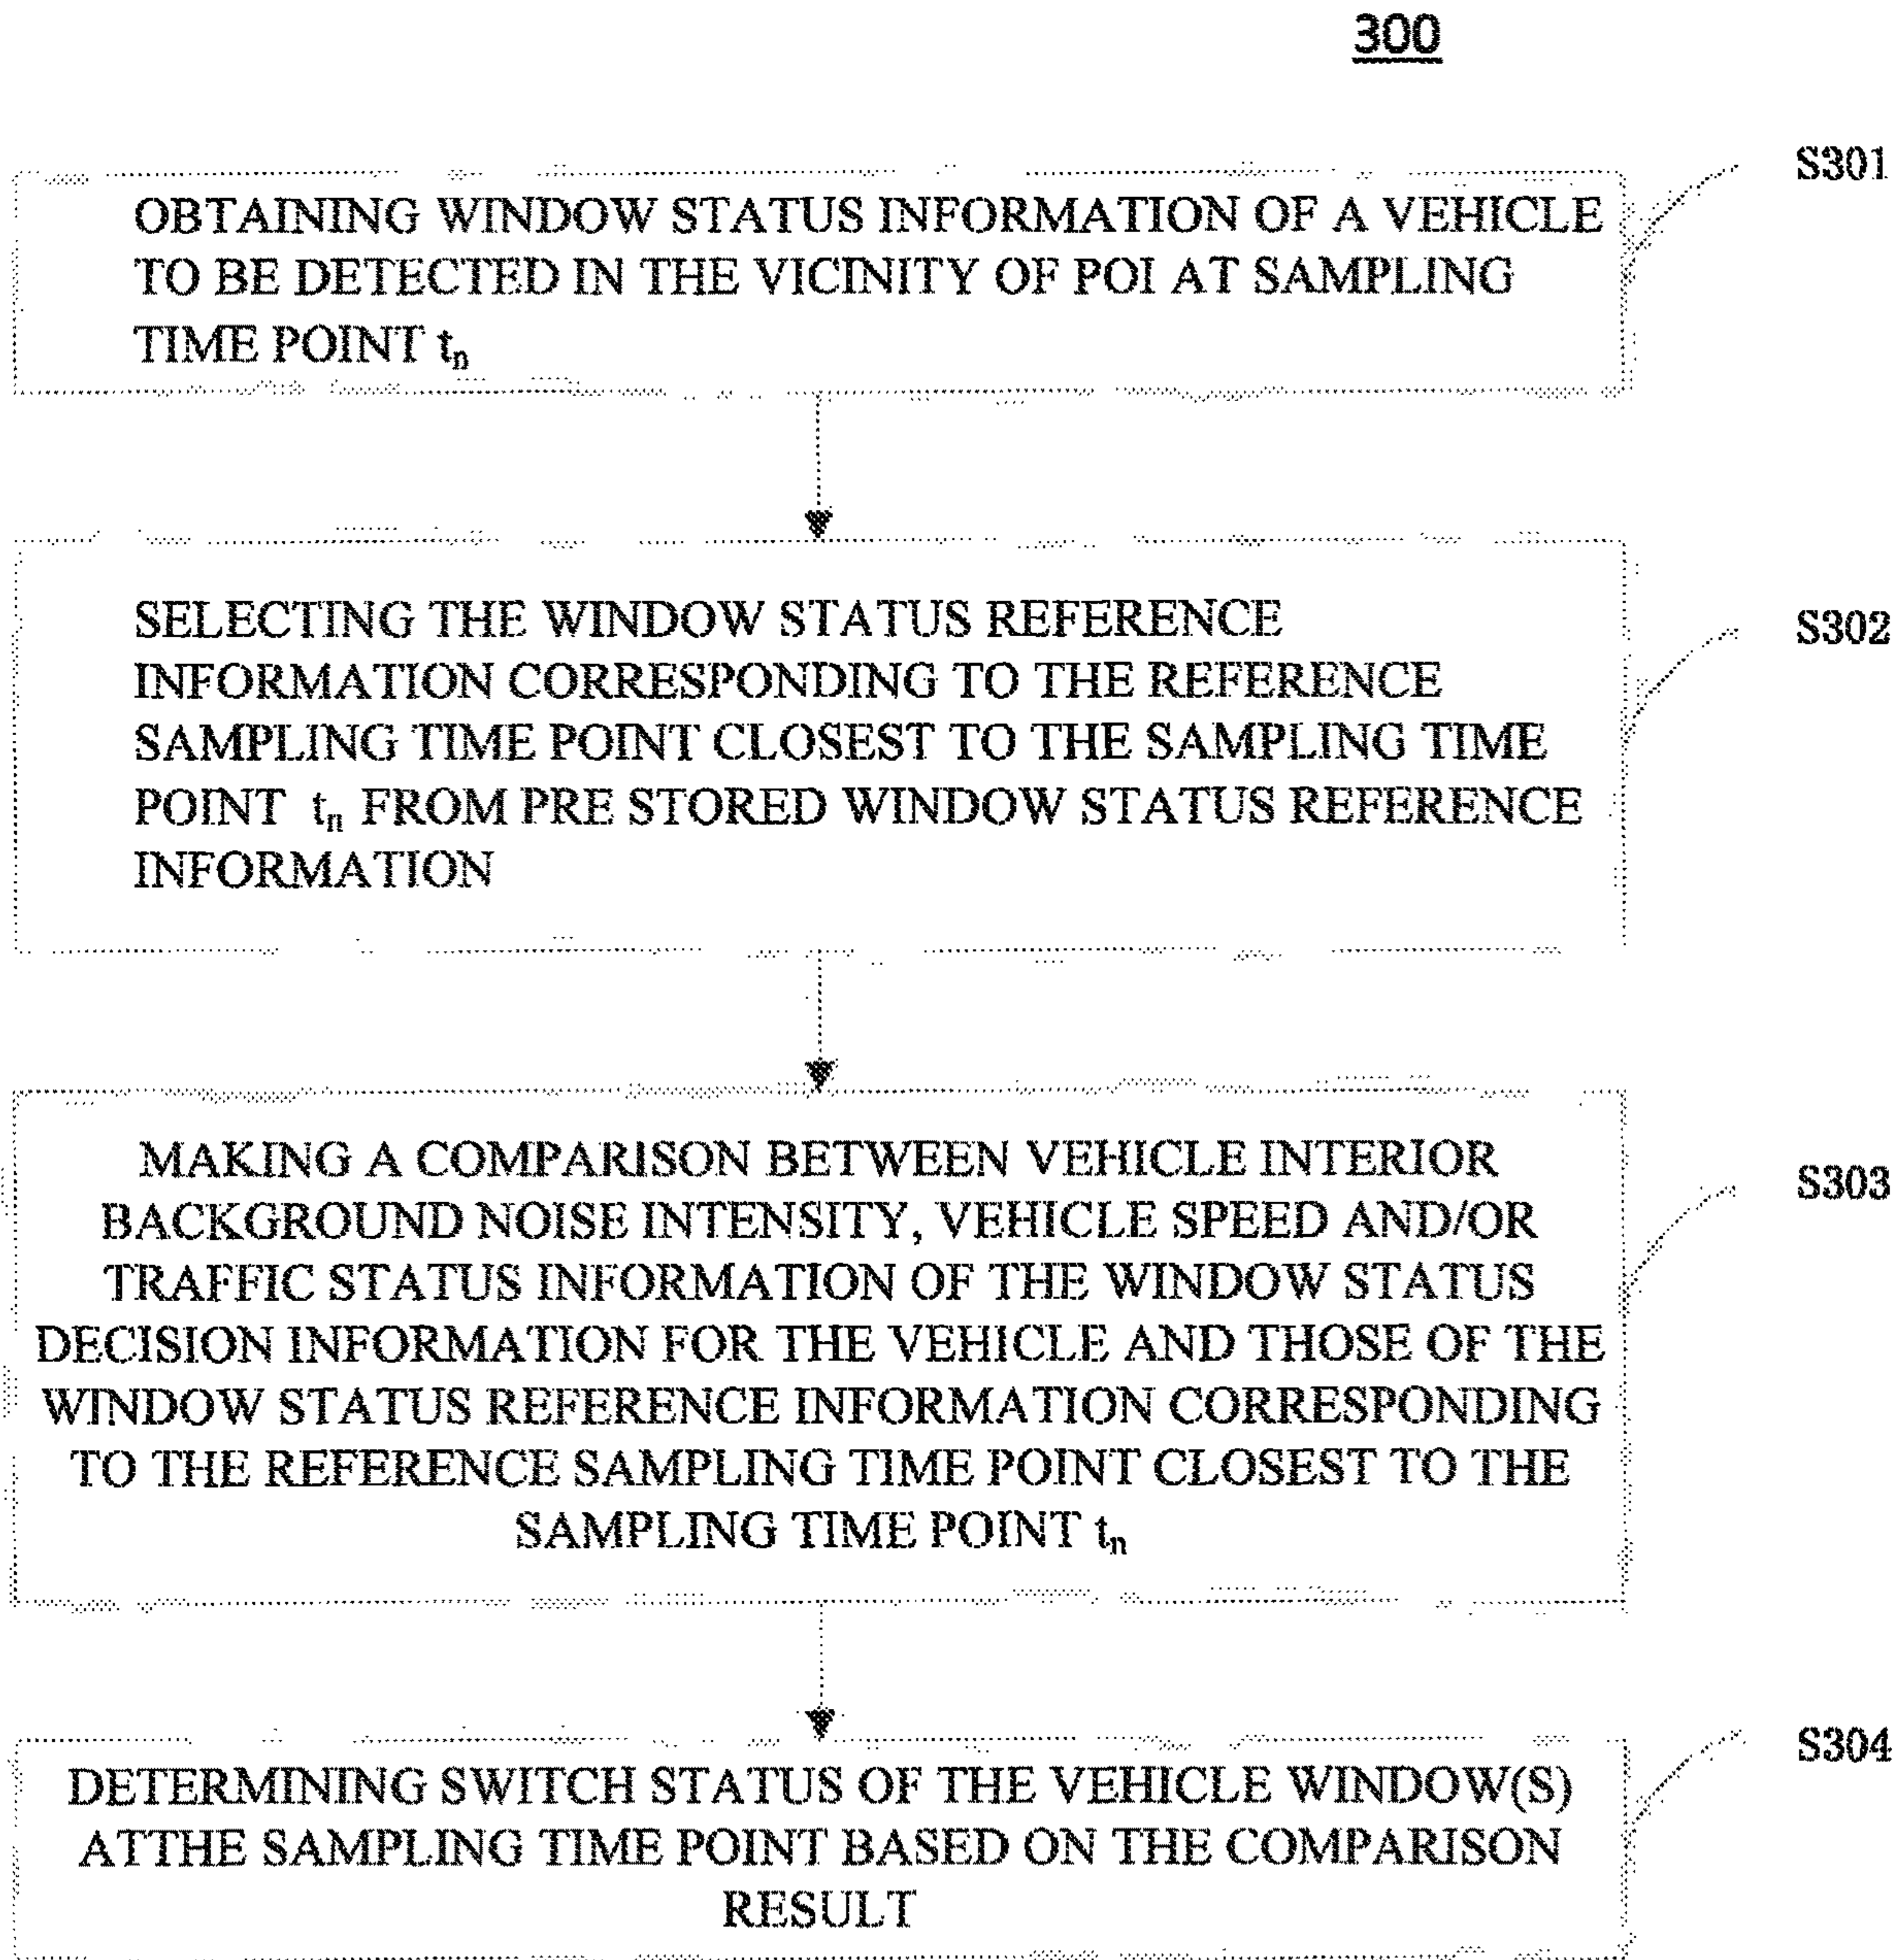 300
S301
OBTAINING WINDOW STATUS INFORMATION OF A VEHICLE
TO BE DETECTED IN THE VICINITY OF POI AT SAMPLING
TIME POINT tₙ
S302
SELECTING THE WINDOW STATUS REFERENCE
INFORMATION CORRESPONDING TO THE REFERENCE
SAMPLING TIME POINT CLOSEST TO THE SAMPLING TIME
POINT tₙ FROM PRE STORED WINDOW STATUS REFERENCE
INFORMATION
S303
MAKING A COMPARISON BETWEEN VEHICLE INTERIOR
BACKGROUND NOISE INTENSITY, VEHICLE SPEED AND/OR
TRAFFIC STATUS INFORMATION OF THE WINDOW STATUS
DECISION INFORMATION FOR THE VEHICLE AND THOSE OF THE
WINDOW STATUS REFERENCE INFORMATION CORRESPONDING
TO THE REFERENCE SAMPLING TIME POINT CLOSEST TO THE
SAMPLING TIME POINT tₙ
S304
DETERMINING SWITCH STATUS OF THE VEHICLE WINDOW(S)
ATTHE SAMPLING TIME POINT BASED ON THE COMPARISON
RESULT